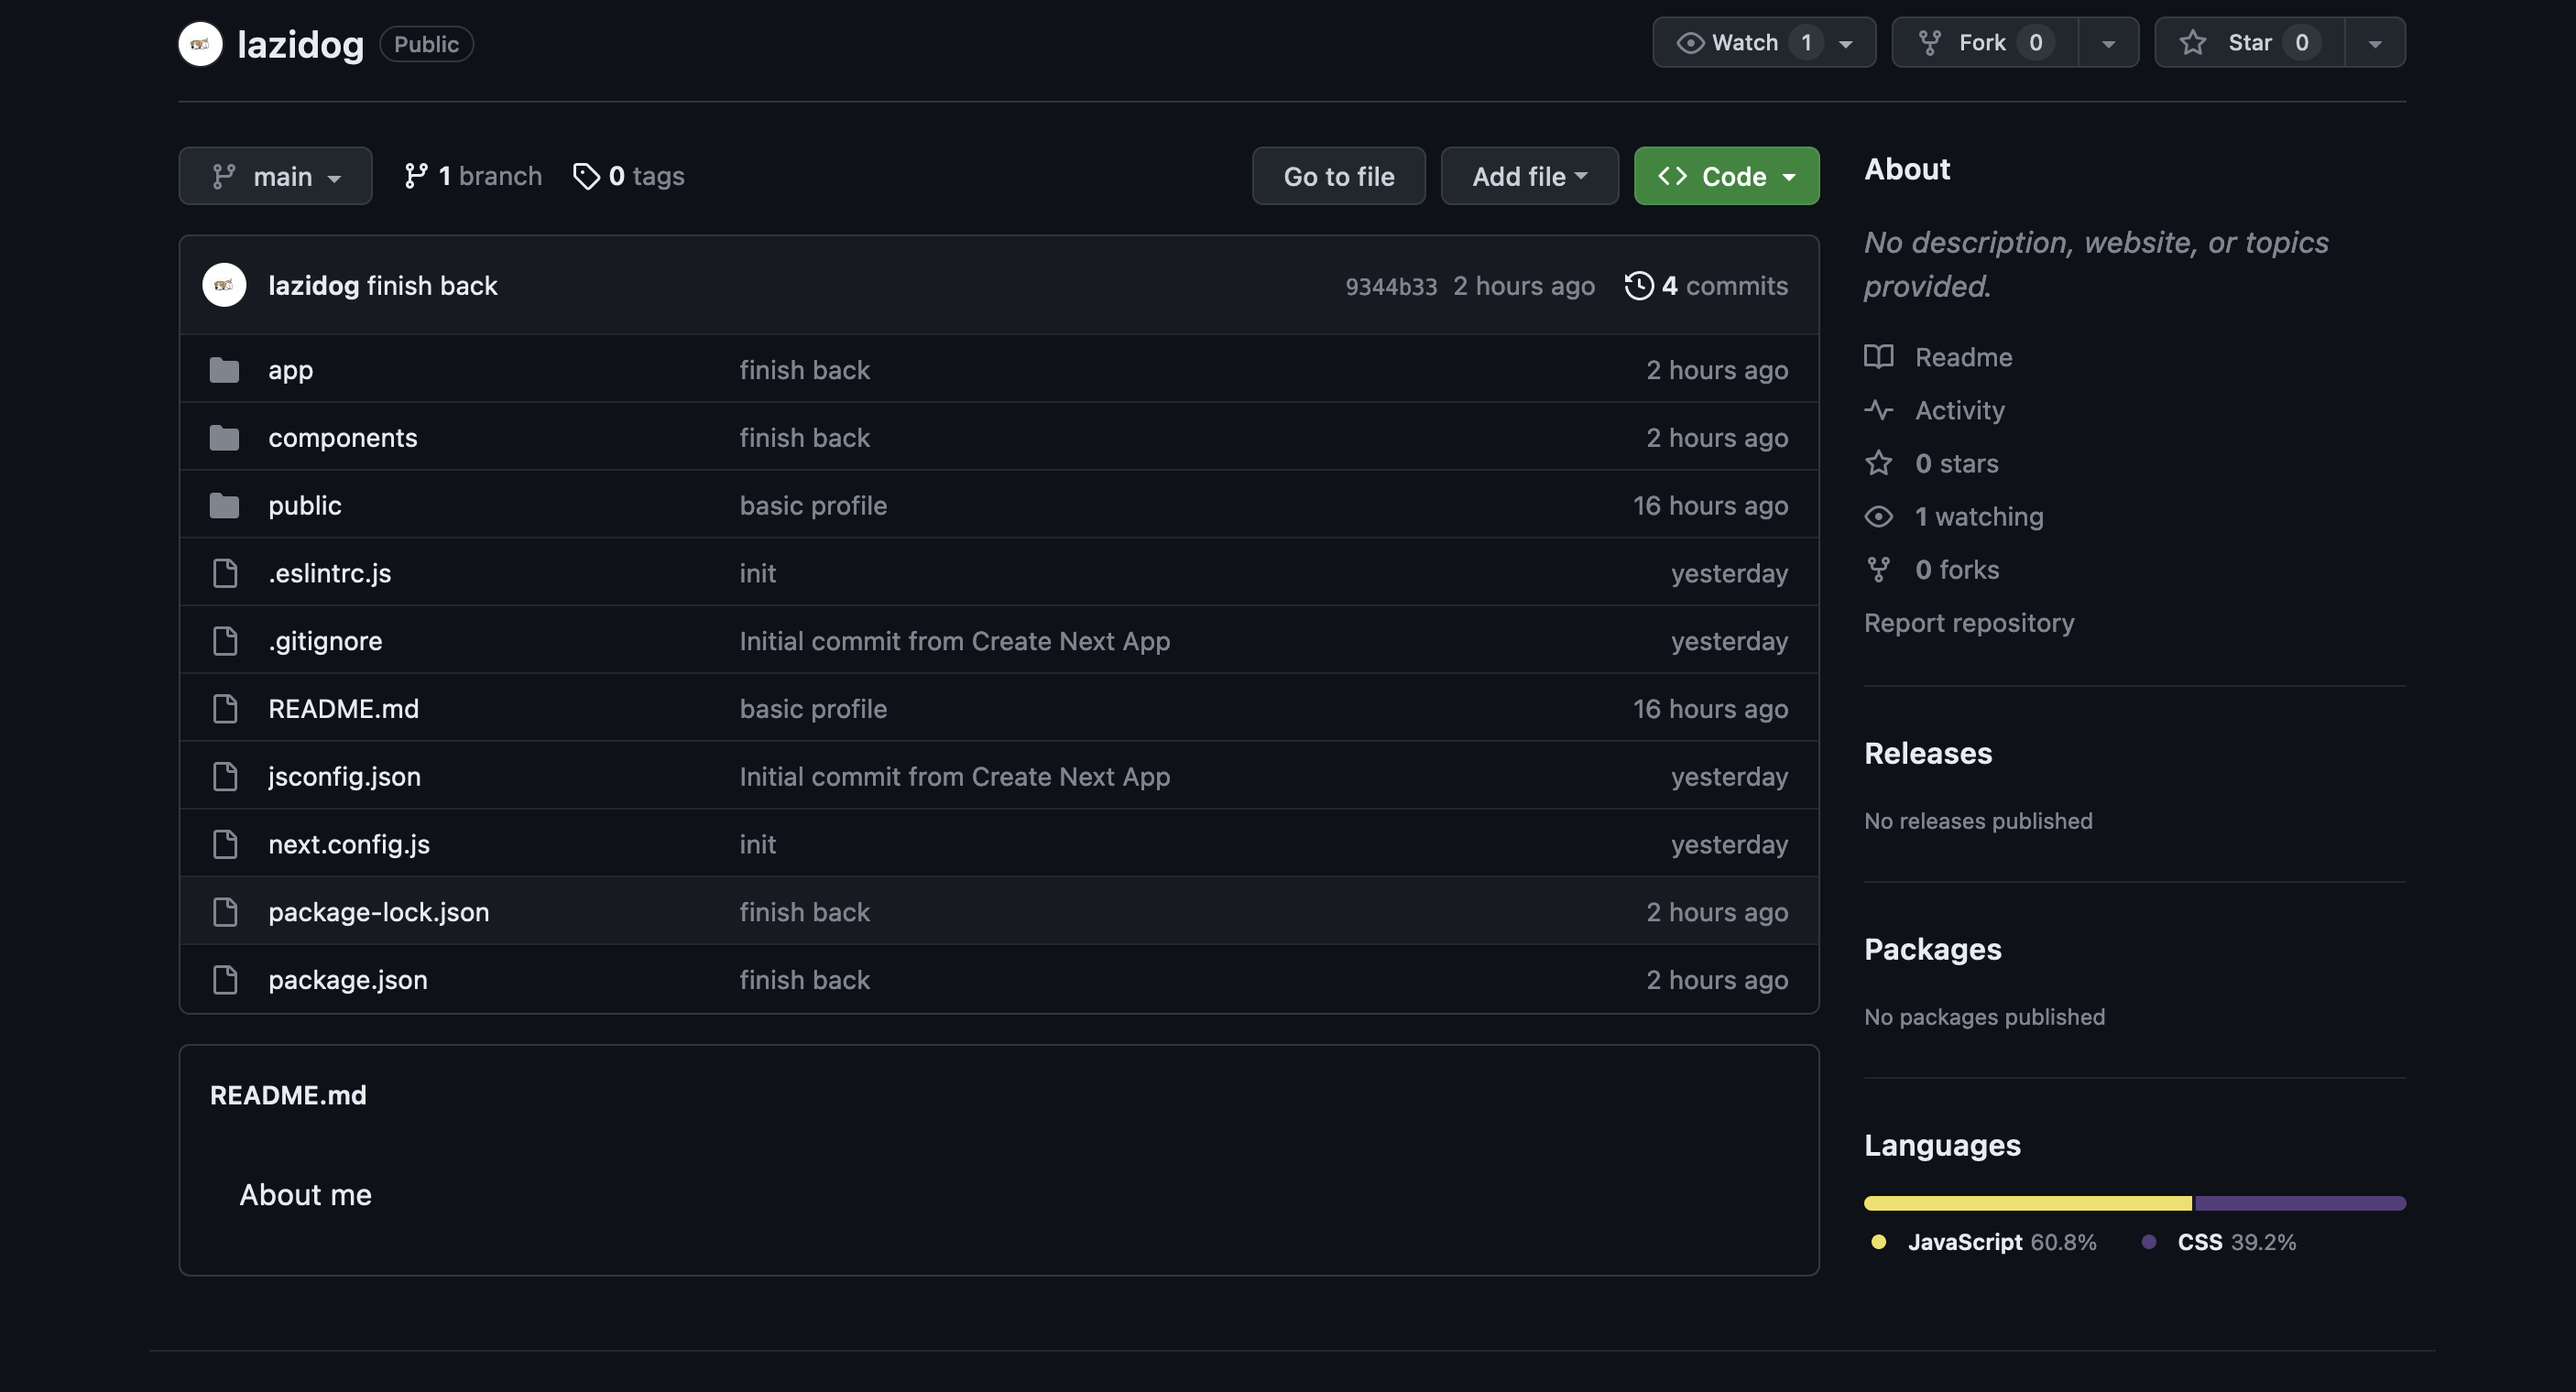 lazidog Public Watch 1 Fork 0 Star 0
main 1 branch 0 tags Go to file Add file Code
lazidog finish back 9344b33 2 hours ago 4 commits
app finish back 2 hours ago
components finish back 2 hours ago
public basic profile 16 hours ago
.eslintrc.js init yesterday
.gitignore Initial commit from Create Next App yesterday
README.md basic profile 16 hours ago
jsconfig.json Initial commit from Create Next App yesterday
next.config.js init yesterday
package-lock.json finish back 2 hours ago
package.json finish back 2 hours ago
README.md
About me
About
No description, website, or topics
provided.
Readme
Activity
0 stars
1 watching
0 forks
Report repository
Releases
No releases published
Packages
No packages published
Languages
JavaScript 60.8% CSS 39.2%